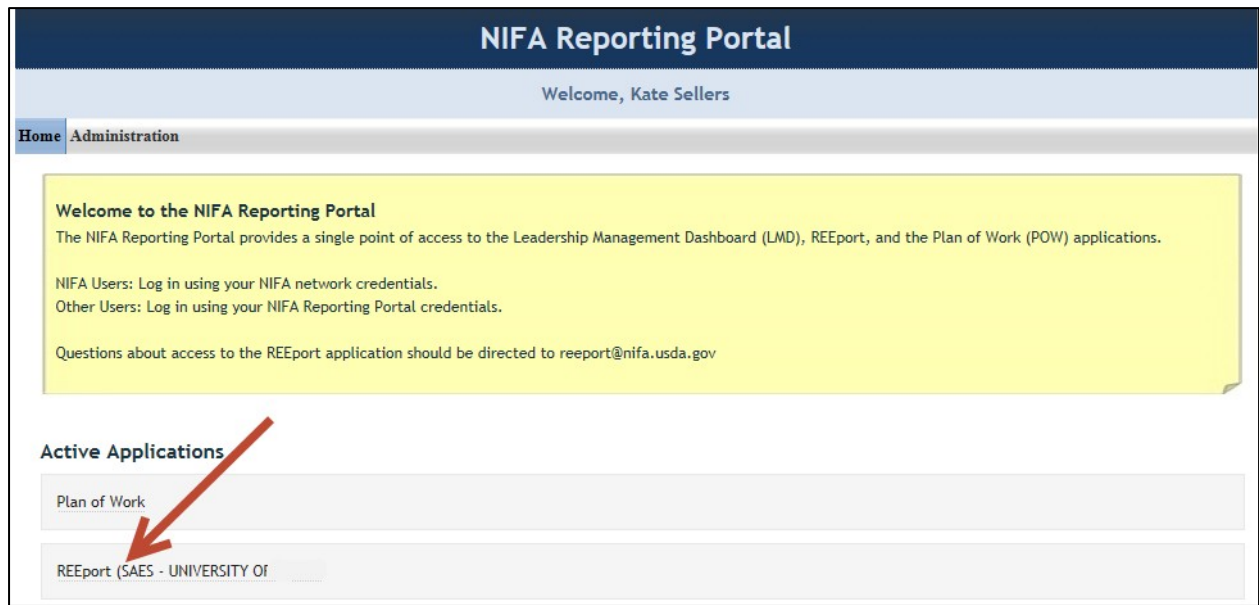 NIFA Reporting Portal
Welcome, Kate Sellers
Home Administration
Welcome to the NIFA Reporting Portal
The NIFA Reporting Portal provides a single point of access to the Leadership Management Dashboard (LMD), REEport, and the Plan of Work (POW) applications.
NIFA Users: Log in using your NIFA network credentials.
Other Users: Log in using your NIFA Reporting Portal credentials.
Questions about access to the REEport application should be directed to reeport@nifa.usda.gov
Active Applications
Plan of Work
REEport (SAES - UNIVERSITY OF